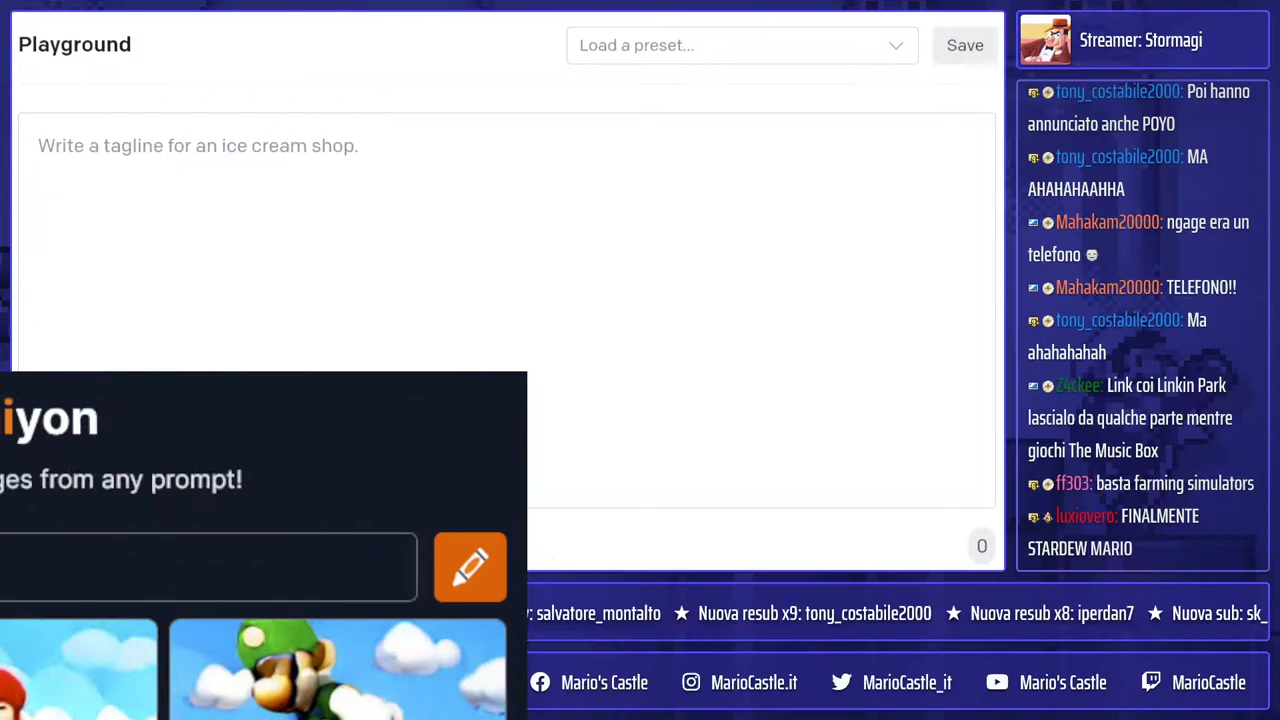 Playground
Load a preset...
Save
Write a tagline for an ice cream shop.
0
iyon
ges from any prompt!
Streamer: Stormagi
tony_costabile2000: Poi hanno
annunciato anche POYO
tony_costabile2000: MA
AHAHAHAAHHA
Mahakam20000: ngage era un
telefono
Mahakam20000: TELEFONO!!
tony_costabile2000: Ma
ahahahahah
Z4ckee: Link coi Linkin Park
lascialo da qualche parte mentre
giochi The Music Box
ff303: basta farming simulators
luxiovero: FINALMENTE
STARDEW MARIO
: salvatore_montalto ★ Nuova resub x9: tony_costabile2000 ★ Nuova resub x8: iperdan7 ★ Nuova sub: sk_
Mario's Castle MarioCastle.it MarioCastle_it Mario's Castle MarioCastle